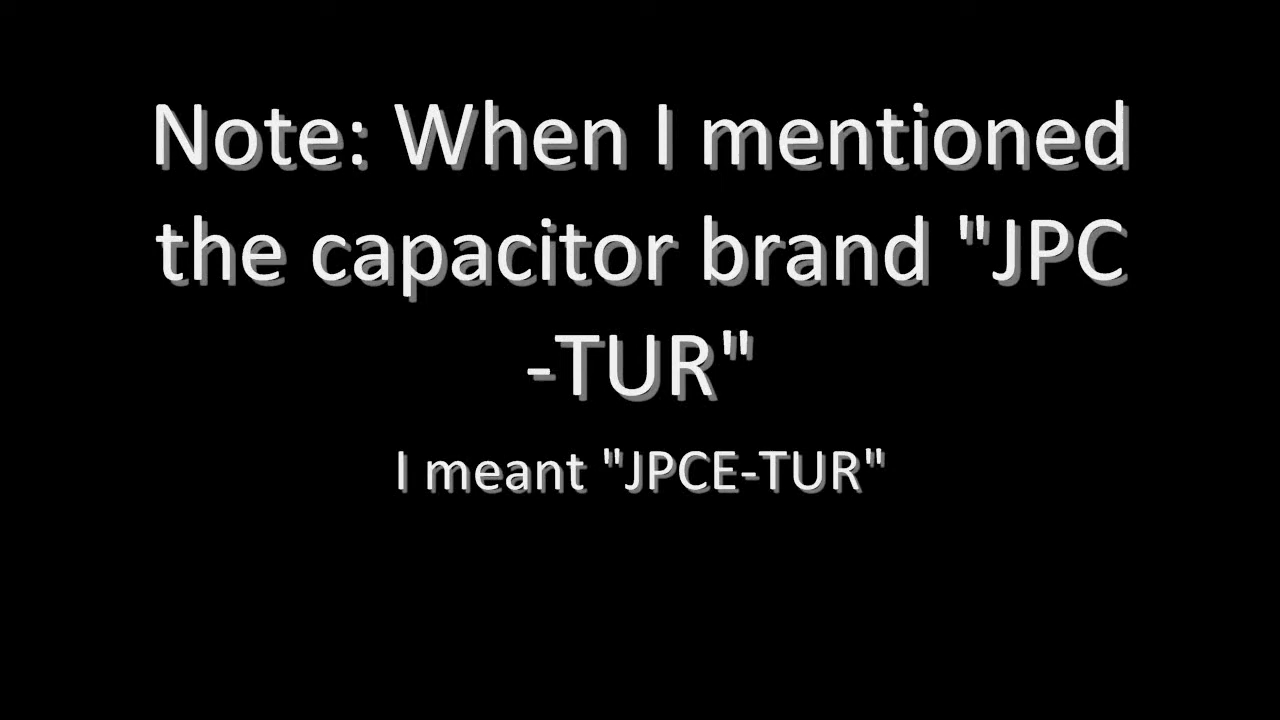 Note: When I mentioned
the capacitor brand "JPC
-TUR"
I meant "JPCE-TUR"